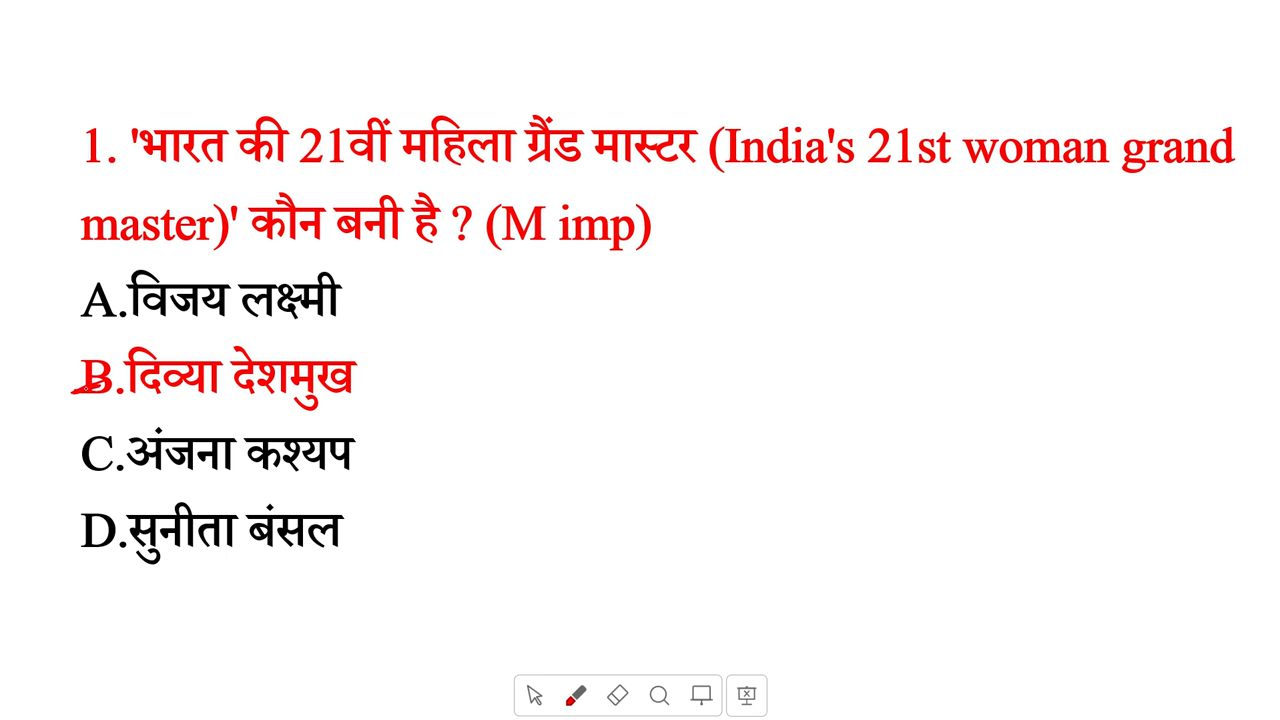 1. 'भारत की 21वीं महिला ग्रैंड मास्टर (India's 21st woman grand
master)' कौन बनी है ? (M imp)
A.विजय लक्ष्मी
B.दिव्या देशमुख
C.अंजना कश्यप
D.सुनीता बंसल